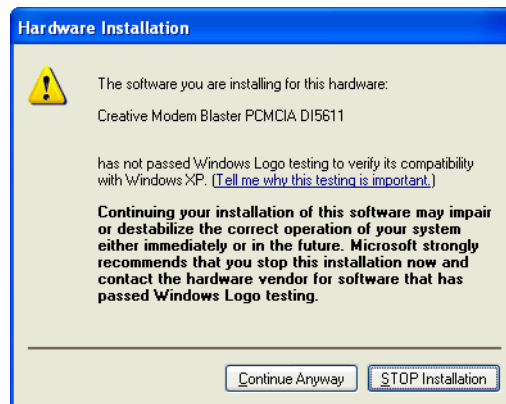 Hardware Installation
The software you are installing for this hardware:
Creative Modem Blaster PCMCIA DI5611
has not passed Windows Logo testing to verify its compatibility
with Windows XP. (Tell me why this testing is important.)
Continuing your installation of this software may impair
or destabilize the correct operation of your system
either immediately or in the future. Microsoft strongly
recommends that you stop this installation now and
contact the hardware vendor for software that has
passed Windows Logo testing.
Continue Anyway STOP Installation